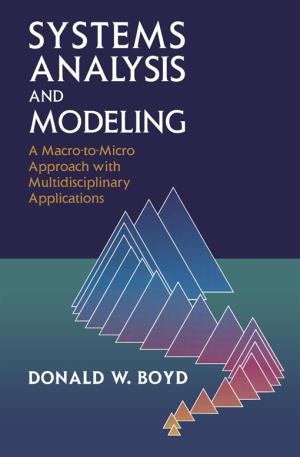 SYSTEMS
ANALYSIS
AND
MODELING
A Macro-to-Micro
Approach with
Multidisciplinary
Applications
DONALD W. BOYD